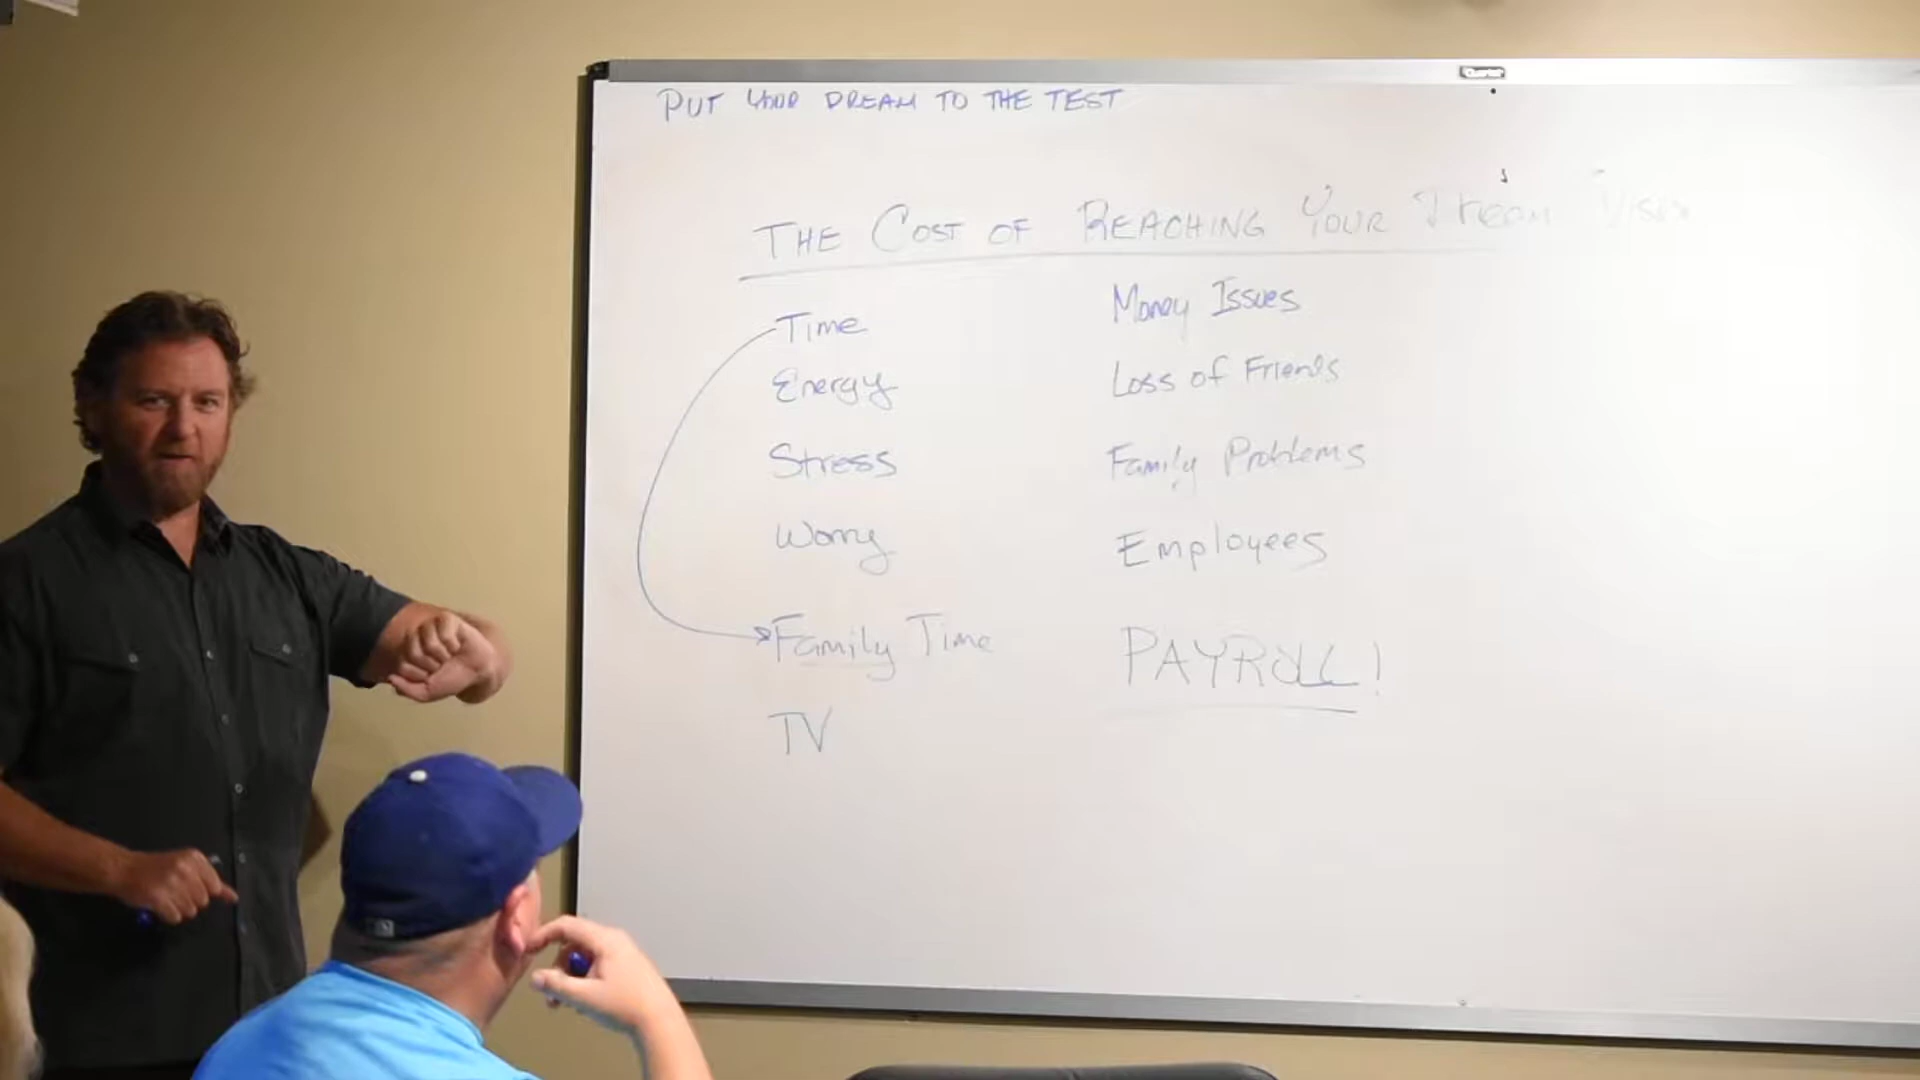 PUT YOUR DREAM TO THE TEST
THE COST OF REACHING YOUR Dream
Time
Energy
Stress
Worry
Family Time
TV
Money Issues
Loss of Friends
Family Problems
Employees
PAYROLL!